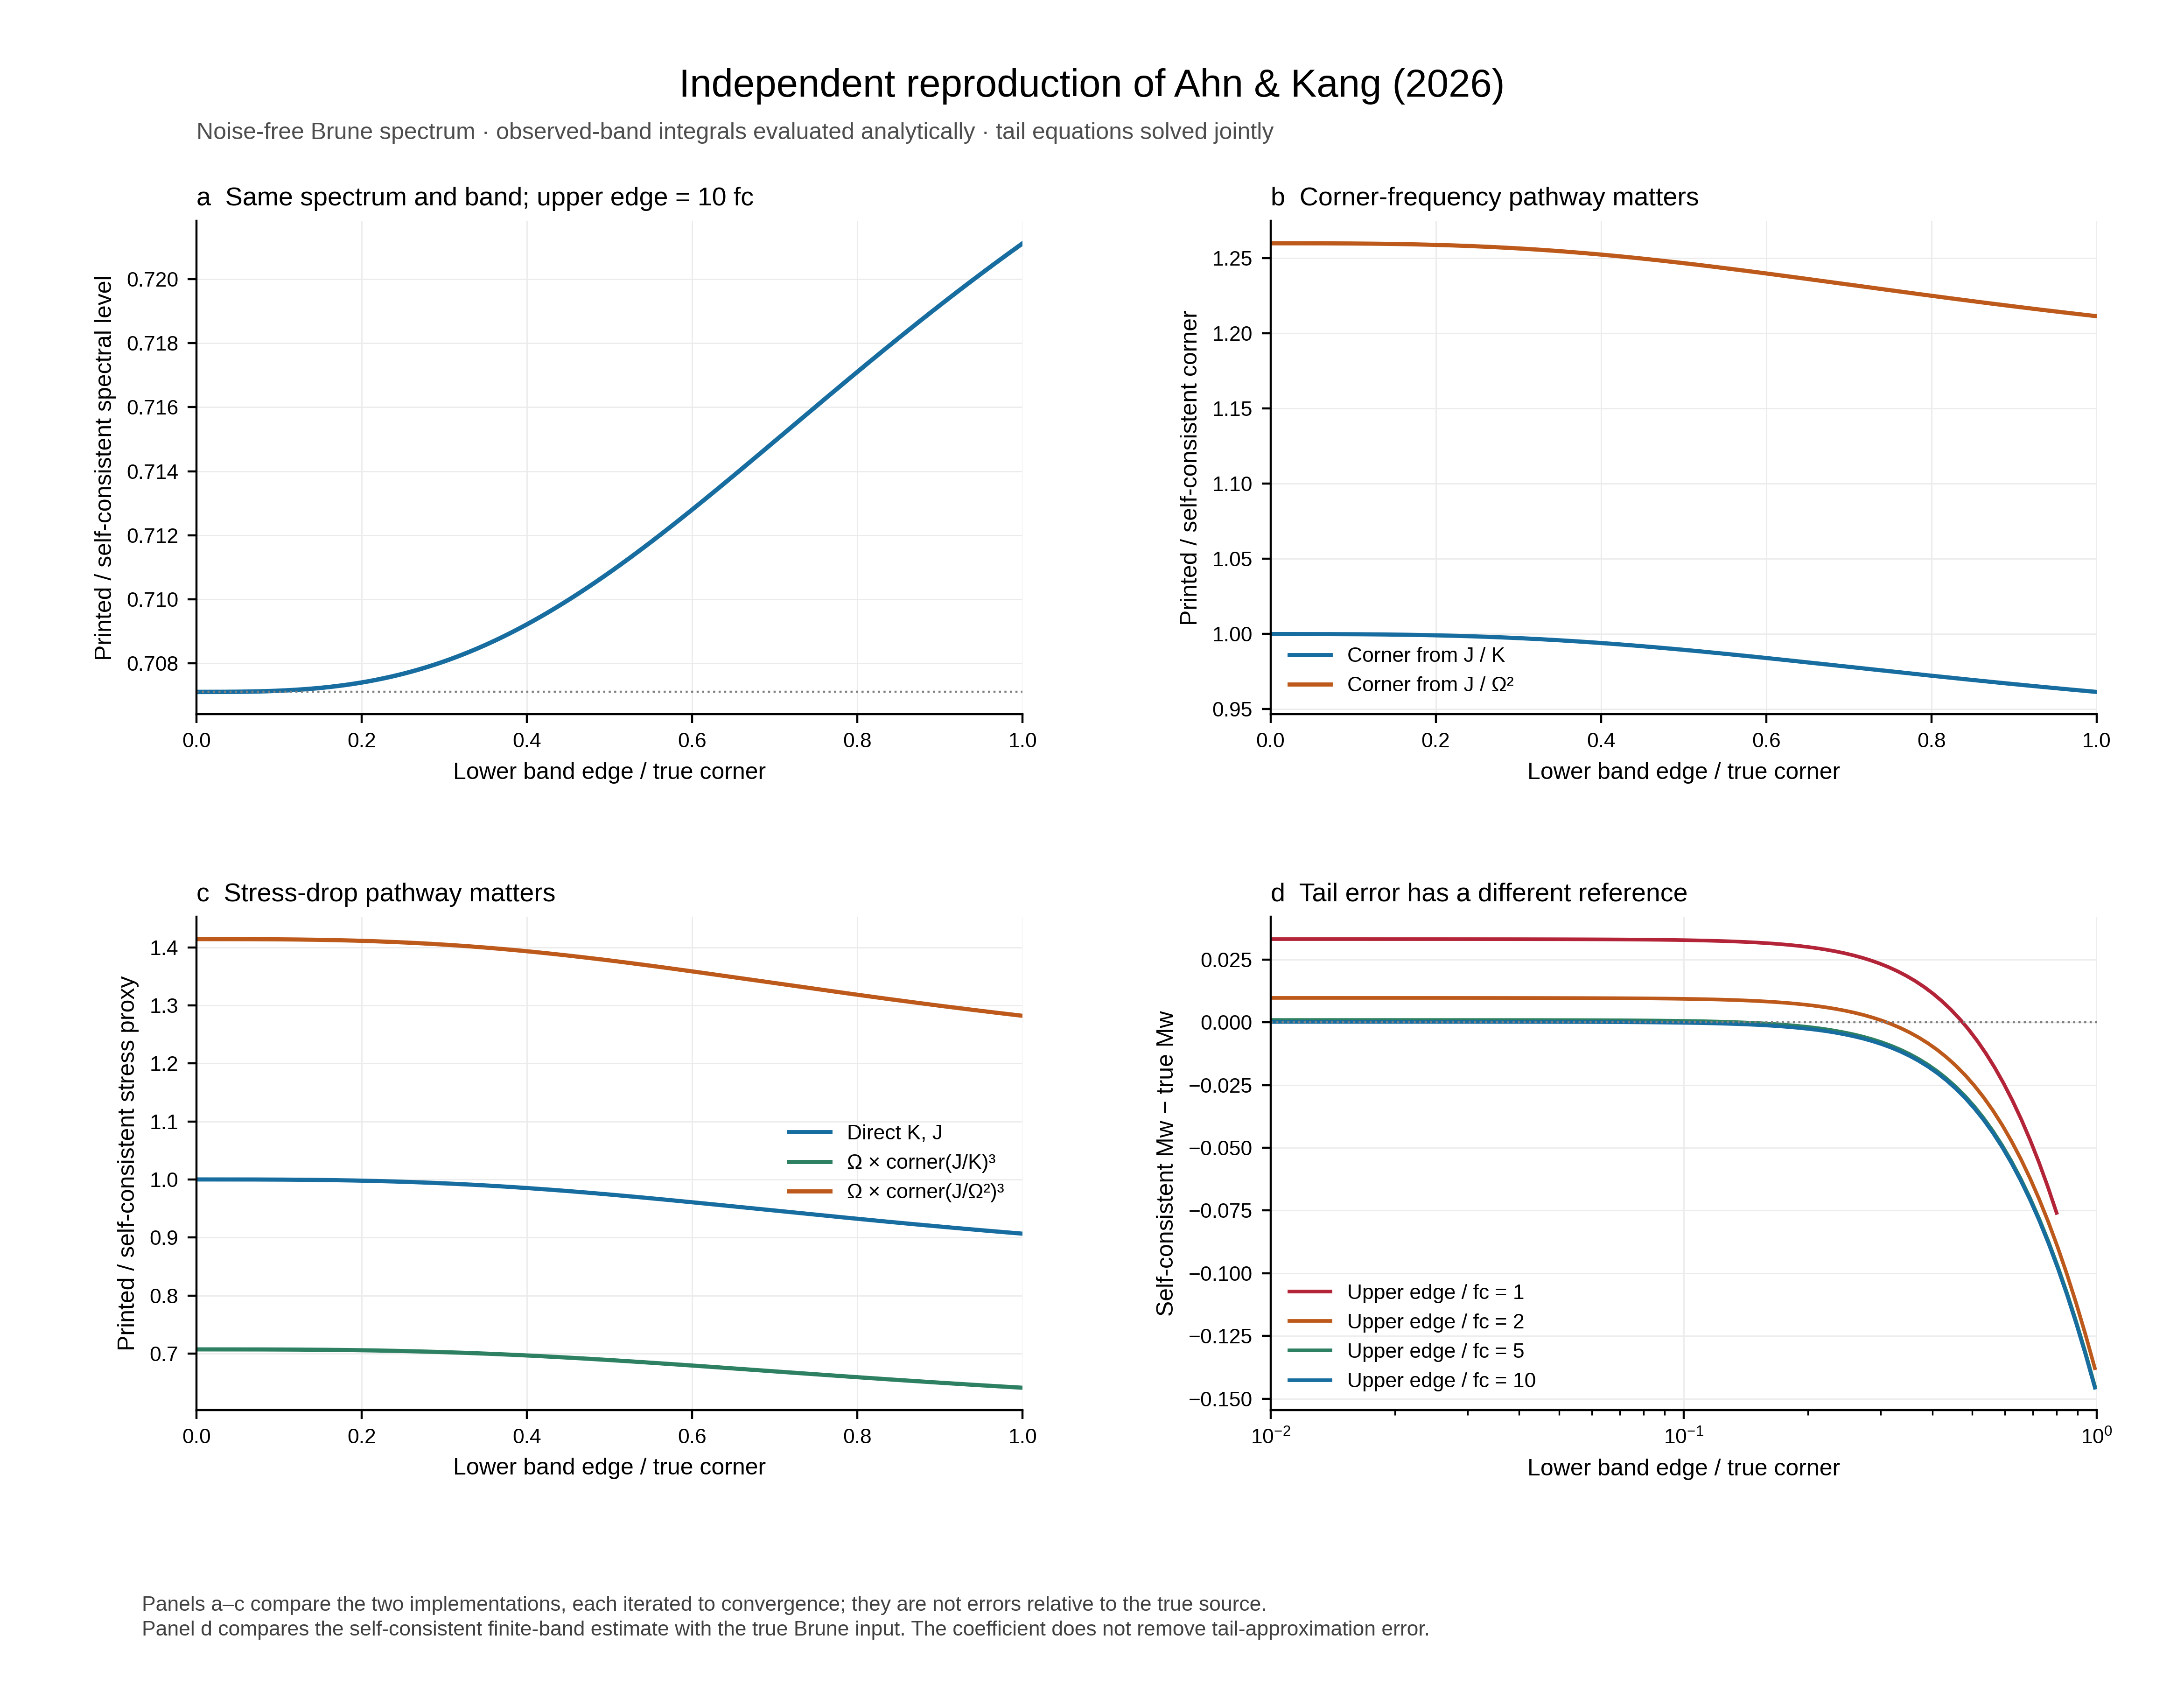 Independent reproduction of Ahn & Kang (2026)
Noise-free Brune spectrum · observed-band integrals evaluated analytically · tail equations solved jointly
a Same spectrum and band; upper edge = 10 fc
Printed / self-consistent spectral level
0.720
0.718
0.716
0.714
0.712
0.710
0.708
0.0 0.2 0.4 0.6 0.8 1.0
Lower band edge / true corner
b Corner-frequency pathway matters
Printed / self-consistent corner
1.25
1.20
1.15
1.10
1.05
1.00
0.95
Corner from J / K
Corner from J / Ω²
0.0 0.2 0.4 0.6 0.8 1.0
Lower band edge / true corner
c Stress-drop pathway matters
Printed / self-consistent stress proxy
1.4
1.3
1.2
1.1
1.0
0.9
0.8
0.7
Direct K, J
Ω × corner(J/K)³
Ω × corner(J/Ω²)³
0.0 0.2 0.4 0.6 0.8 1.0
Lower band edge / true corner
d Tail error has a different reference
Self-consistent Mw − true Mw
0.025
0.000
−0.025
−0.050
−0.075
−0.100
−0.125
−0.150
Upper edge / fc = 1
Upper edge / fc = 2
Upper edge / fc = 5
Upper edge / fc = 10
10⁻² 10⁻¹ 10⁰
Lower band edge / true corner
Panels a–c compare the two implementations, each iterated to convergence; they are not errors relative to the true source.
Panel d compares the self-consistent finite-band estimate with the true Brune input. The coefficient does not remove tail-approximation error.